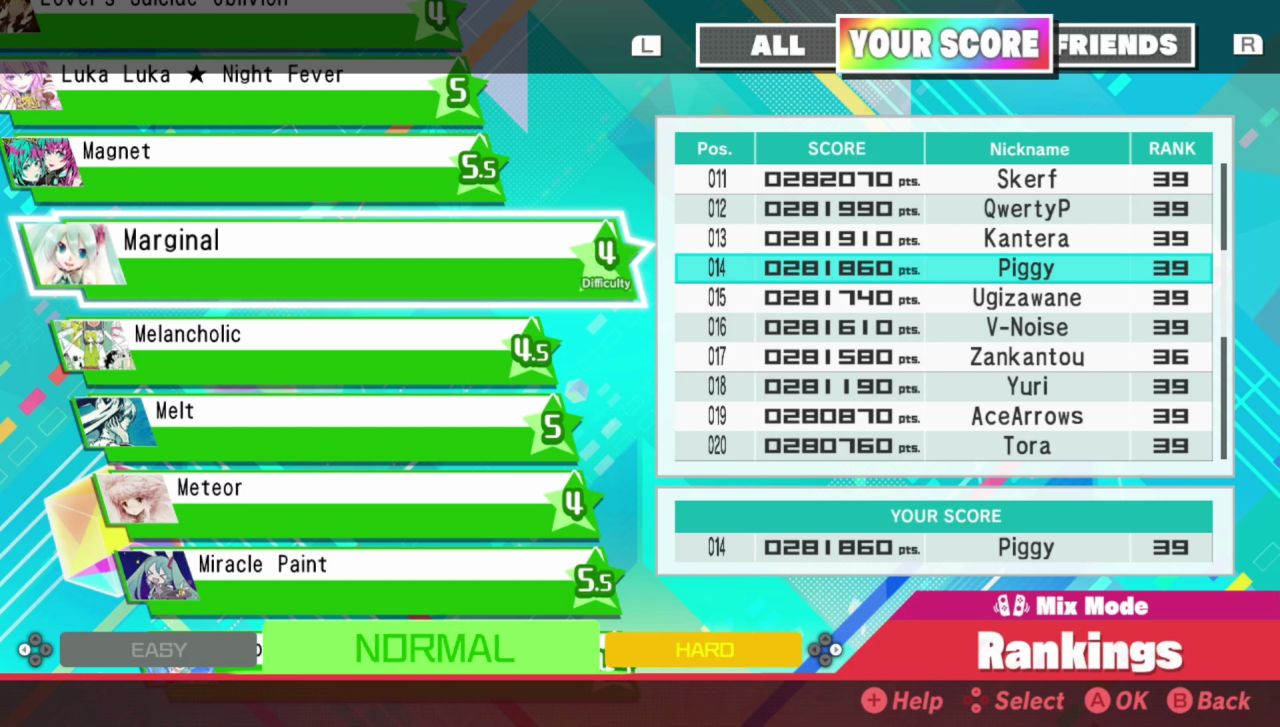 Lover's Suicide Oblivion
4
Luka Luka ★ Night Fever
5
Magnet
5.5
Marginal
4
Difficulty
Melancholic
4.5
Melt
5
Meteor
4
Miracle Paint
5.5
EASY
NORMAL
HARD
L
ALL
YOUR SCORE
FRIENDS
R
Pos. SCORE Nickname RANK
011 0282070 pts. Skerf 39
012 0281990 pts. QwertyP 39
013 0281910 pts. Kantera 39
014 0281860 pts. Piggy 39
015 0281740 pts. Ugizawane 39
016 0281610 pts. V-Noise 39
017 0281580 pts. Zankantou 36
018 0281190 pts. Yuri 39
019 0280870 pts. AceArrows 39
020 0280760 pts. Tora 39
YOUR SCORE
014 0281860 pts. Piggy 39
Mix Mode
Rankings
+ Help Select A OK B Back